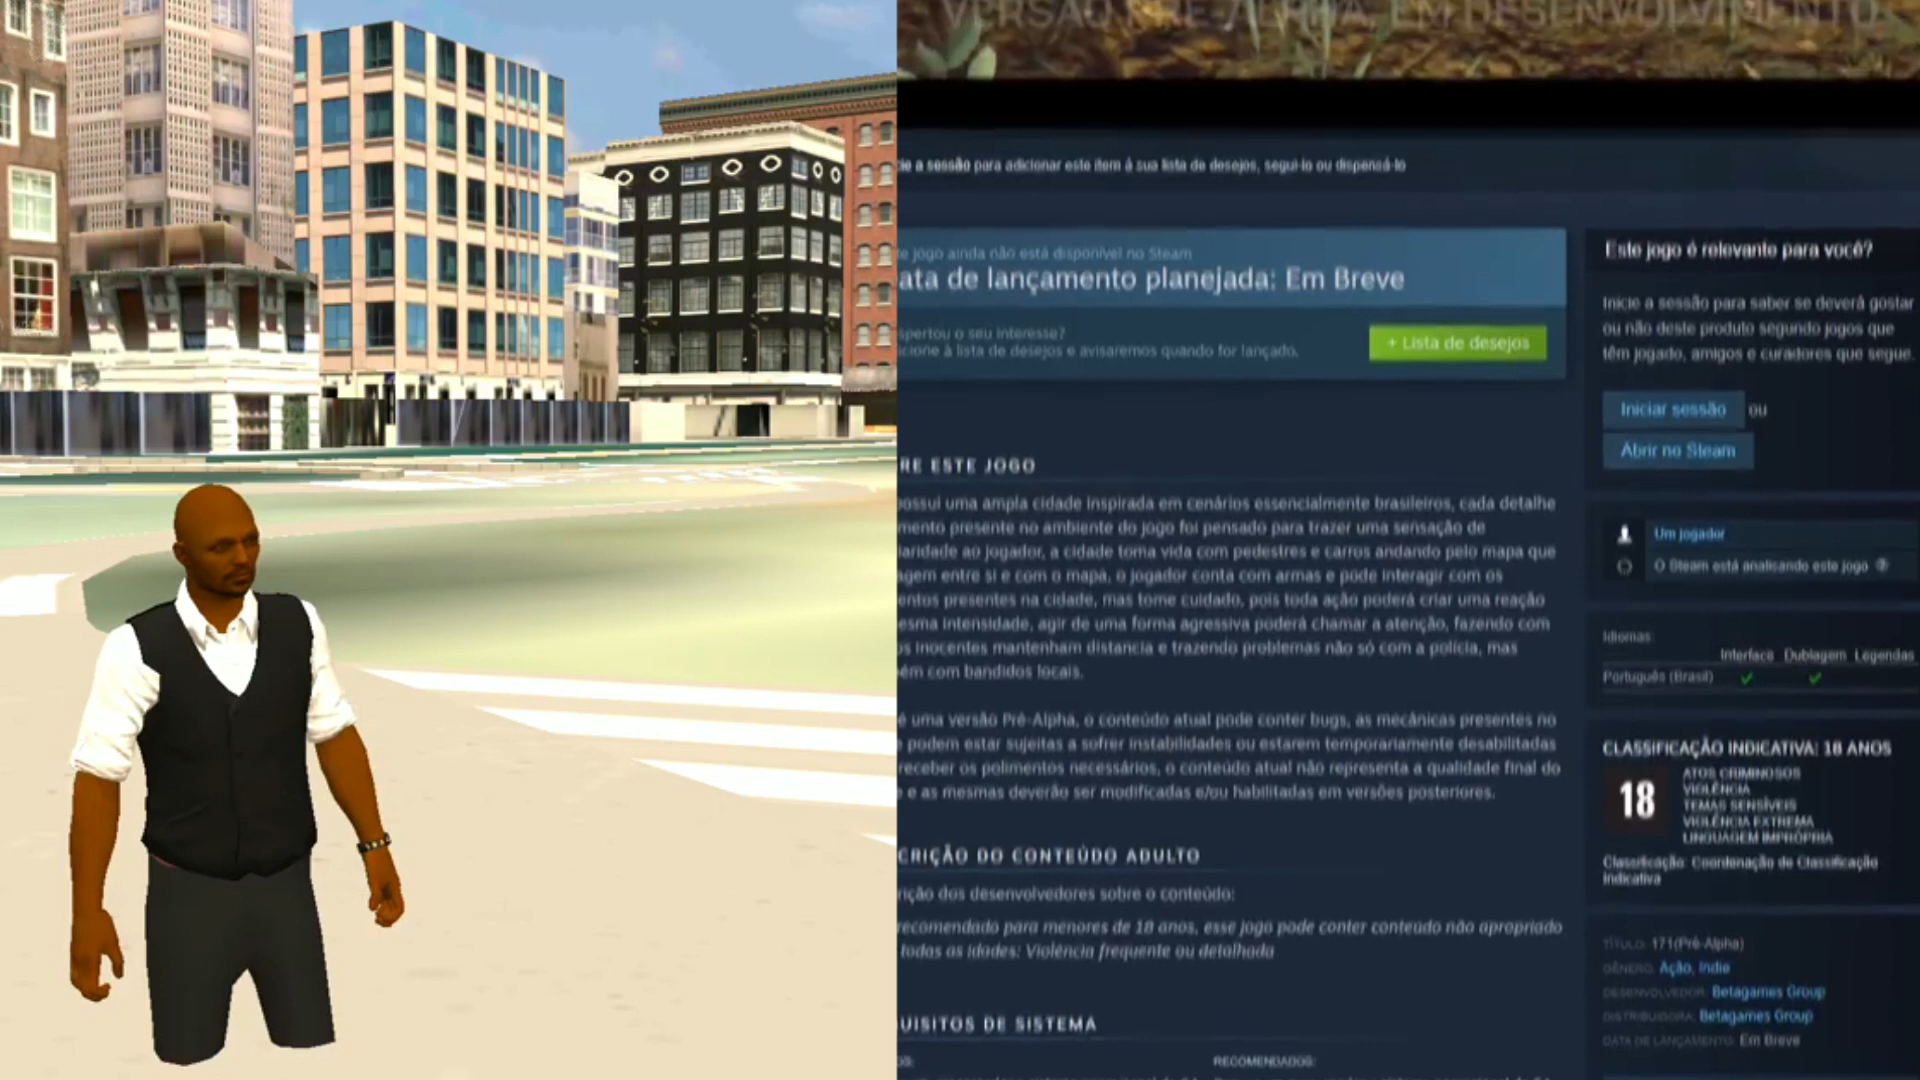 VERSÃO PRÉ-ALPHA, EM DESENVOLVIMENTO
a sessão para adicionar este item à sua lista de desejos, segui-lo ou dispensá-lo
jogo ainda não está disponível no Steam
ata de lançamento planejada: Em Breve
spertou o seu interesse?
icione à lista de desejos e avisaremos quando for lançado.
+ Lista de desejos
RE ESTE JOGO
possui uma ampla cidade inspirada em cenários essencialmente brasileiros, cada detalhe
mento presente no ambiente do jogo foi pensado para trazer uma sensação de
iaridade ao jogador, a cidade toma vida com pedestres e carros andando pelo mapa que
agem entre si e com o mapa, o jogador conta com armas e pode interagir com os
entos presentes na cidade, mas tome cuidado, pois toda ação poderá criar uma reação
esma intensidade, agir de uma forma agressiva poderá chamar a atenção, fazendo com
os inocentes mantenham distancia e trazendo problemas não só com a polícia, mas
ém com bandidos locais.
é uma versão Pré-Alpha, o conteúdo atual pode conter bugs, as mecânicas presentes no
podem estar sujeitas a sofrer instabilidades ou estarem temporariamente desabilitadas
receber os polimentos necessários, o conteúdo atual não representa a qualidade final do
e as mesmas deverão ser modificadas e/ou habilitadas em versões posteriores.
CRIÇÃO DO CONTEÚDO ADULTO
rição dos desenvolvedores sobre o conteúdo:
recomendado para menores de 18 anos, esse jogo pode conter conteúdo não apropriado
todas as idades: Violência frequente ou detalhada
UISITOS DE SISTEMA
OS:
RECOMENDADOS:
Este jogo é relevante para você?
Inicie a sessão para saber se deverá gostar
ou não deste produto segundo jogos que
têm jogado, amigos e curadores que segue.
Iniciar sessão ou
Abrir no Steam
Um jogador
O Steam está analisando este jogo
Idiomas:
Interface Dublagem Legendas
Português (Brasil) ✓ ✓
CLASSIFICAÇÃO INDICATIVA: 18 ANOS
18
ATOS CRIMINOSOS
VIOLÊNCIA
TEMAS SENSÍVEIS
VIOLÊNCIA EXTREMA
LINGUAGEM IMPRÓPRIA
Classificação: Coordenação de Classificação
Indicativa
TÍTULO: 171(Pré-Alpha)
GÊNERO: Ação, Indie
DESENVOLVEDOR: Betagames Group
DISTRIBUIDORA: Betagames Group
DATA DE LANÇAMENTO: Em Breve